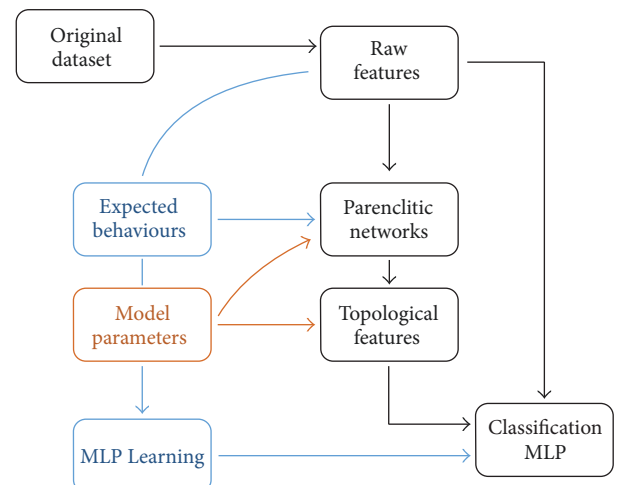 Original
dataset
Raw
features
Expected
behaviours
Parenclitic
networks
Model
parameters
Topological
features
MLP Learning
Classification
MLP